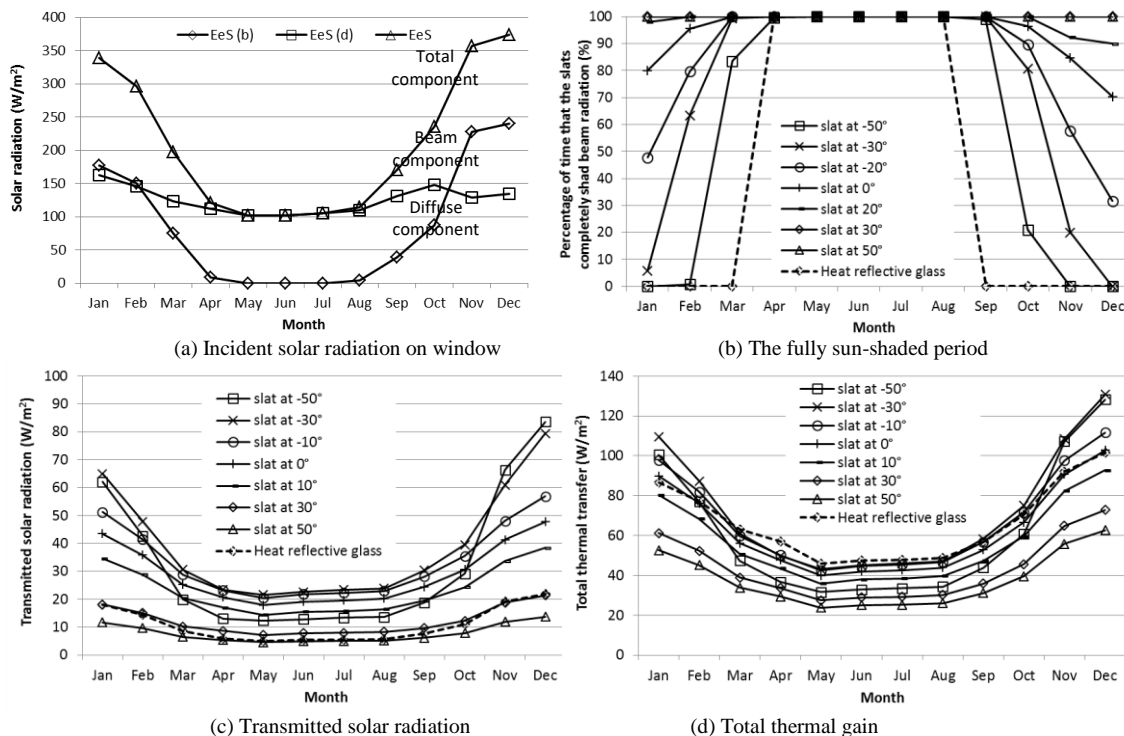 400
350
300
250
200
150
100
50
0
Solar radiation (W/m²)
EeS (b)
EeS (d)
EeS
Total
component
Beam
component
Diffuse
component
Jan Feb Mar Apr May Jun Jul Aug Sep Oct Nov Dec
Month
(a) Incident solar radiation on window
100
90
80
70
60
50
40
30
20
10
0
Percentage of time that the slats
completely shad beam radiation (%)
slat at -50°
slat at -30°
slat at -20°
slat at 0°
slat at 20°
slat at 30°
slat at 50°
Heat reflective glass
Jan Feb Mar Apr May Jun Jul Aug Sep Oct Nov Dec
Month
(b) The fully sun-shaded period
100
90
80
70
60
50
40
30
20
10
0
Transmitted solar radiation (W/m²)
slat at -50°
slat at -30°
slat at -10°
slat at 0°
slat at 10°
slat at 30°
slat at 50°
Heat reflective glass
Jan Feb Mar Apr May Jun Jul Aug Sep Oct Nov Dec
Month
(c) Transmitted solar radiation
140
120
100
80
60
40
20
0
Total thermal transfer (W/m²)
slat at -50°
slat at -30°
slat at -10°
slat at 0°
slat at 10°
slat at 30°
slat at 50°
Heat reflective glass
Jan Feb Mar Apr May Jun Jul Aug Sep Oct Nov Dec
Month
(d) Total thermal gain